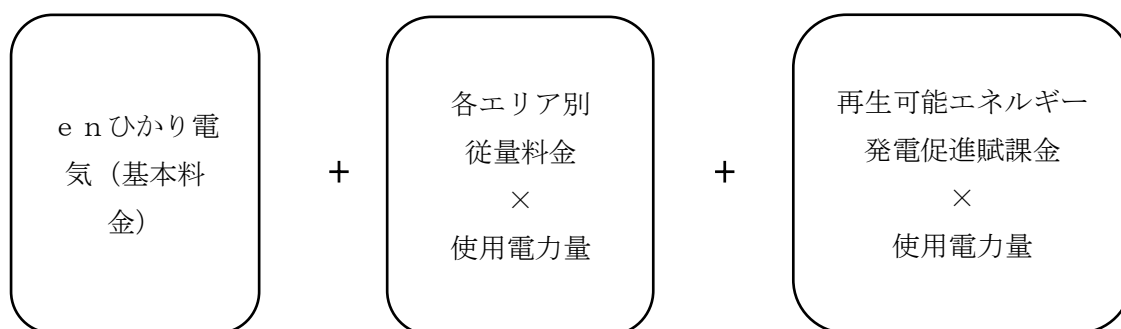 ｅｎひかり電
気（基本料
金）
＋
各エリア別
従量料金
×
使用電力量
＋
再生可能エネルギー
発電促進賦課金
×
使用電力量